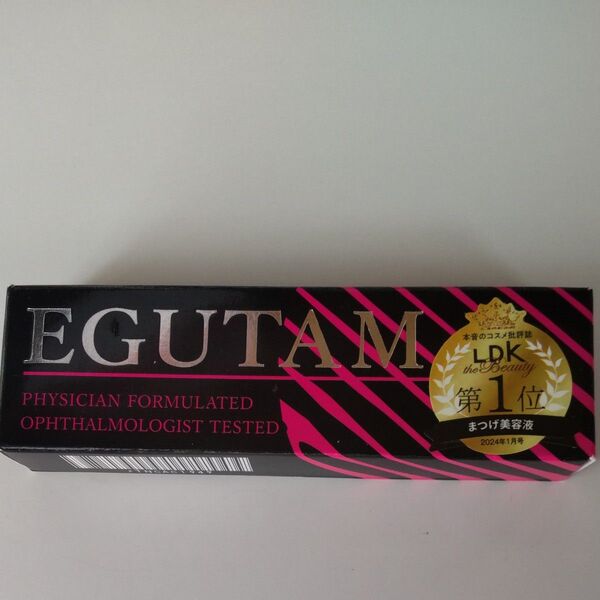 EGUTAM
PHYSICIAN FORMULATED
OPHTHALMOLOGIST TESTED
本音のコスメ批評誌
LDK
the Beauty
第1位
まつげ美容液
2024年1月号